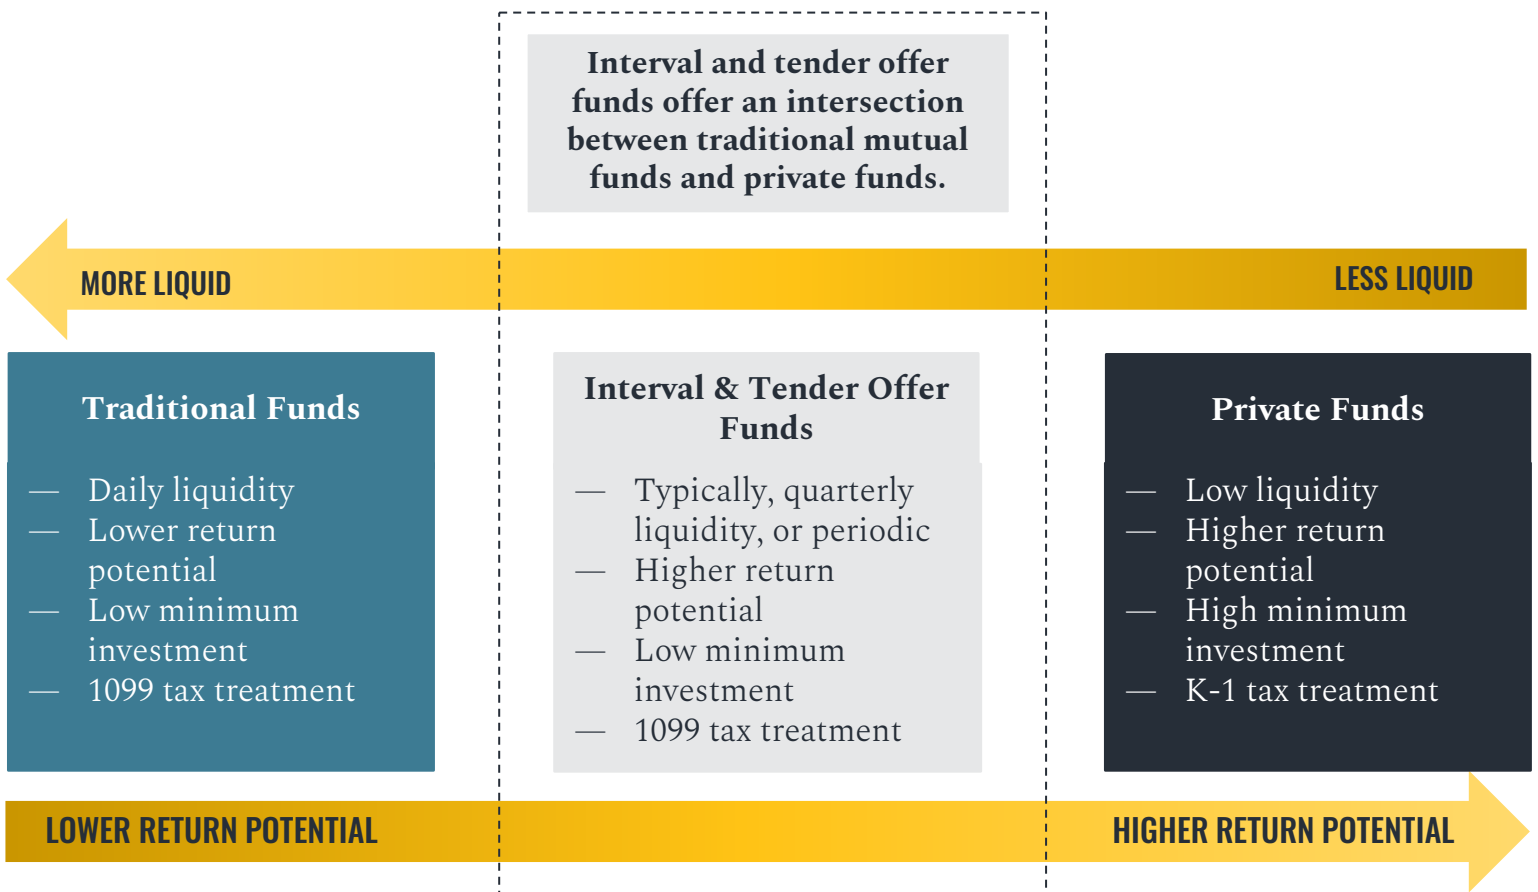 Interval and tender offer
funds offer an intersection
between traditional mutual
funds and private funds.
MORE LIQUID
LESS LIQUID
Traditional Funds
— Daily liquidity
— Lower return
potential
— Low minimum
investment
— 1099 tax treatment
Interval & Tender Offer
Funds
— Typically, quarterly
liquidity, or periodic
— Higher return
potential
— Low minimum
investment
— 1099 tax treatment
Private Funds
— Low liquidity
— Higher return
potential
— High minimum
investment
— K-1 tax treatment
LOWER RETURN POTENTIAL
HIGHER RETURN POTENTIAL